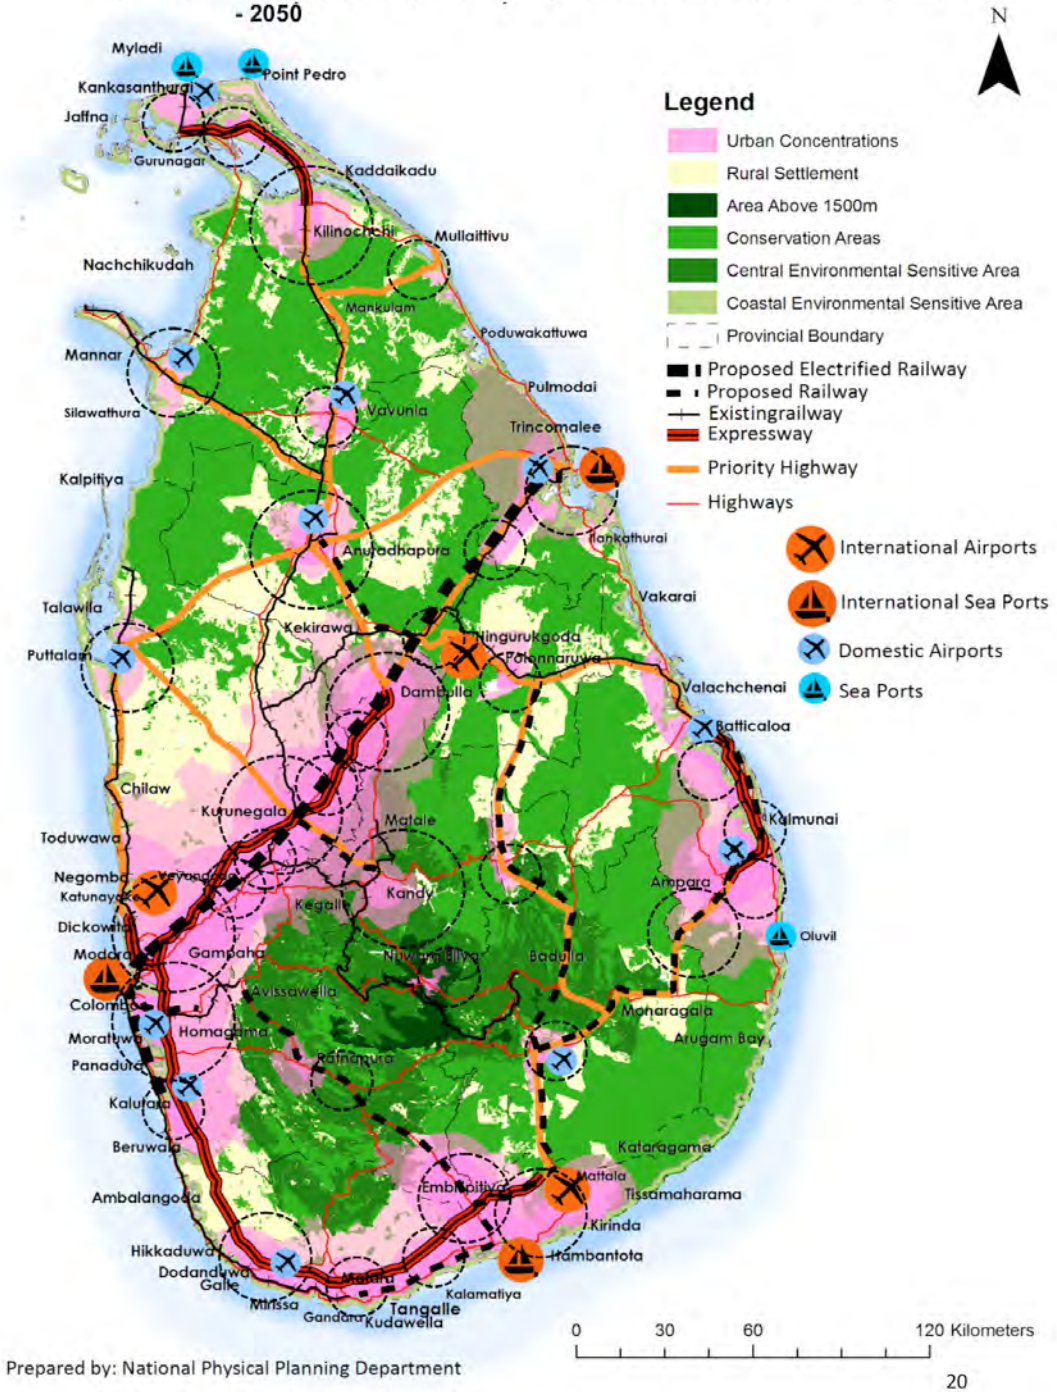 - 2050
N
Myladi
Point Pedro
Kankasanthurai
Jaffna
Gurunagar
Kaddaikadu
Kilinochchi
Mullaittivu
Nachchikudah
Mankulam
Poduwakattuwa
Mannar
Pulmodai
Silawathura
Vavunia
Trincomalee
Kalpitiya
Ilankathurai
Anuradhapura
Vakarai
Talawila
Kekirawa
Hingurukgoda
Puttalam
Polonnaruwa
Dambulla
Valachchenai
Batticaloa
Chilaw
Kurunegala
Matale
Kalmunai
Toduwawa
Negombo
Veyangoda
Katunayake
Kandy
Ampara
Kegalle
Dickowita
Oluvil
Modara
Gampaha
Nuwara Eliya
Badulla
Avissawella
Colombo
Moharagala
Homagama
Moratuwa
Arugam Bay
Panadura
Ratnapura
Kalutara
Beruwala
Kataragama
Mattala
Embilipitiya
Tissamaharama
Ambalangoda
Kirinda
Hikkaduwa
Hambantota
Dodanduwa
Galle
Matara
Kalamatiya
Mirissa
Tangalle
Gandara
Kudawella
Legend
Urban Concentrations
Rural Settlement
Area Above 1500m
Conservation Areas
Central Environmental Sensitive Area
Coastal Environmental Sensitive Area
Provincial Boundary
Proposed Electrified Railway
Proposed Railway
Existingrailway
Expressway
Priority Highway
Highways
International Airports
International Sea Ports
Domestic Airports
Sea Ports
0 30 60 120 Kilometers
Prepared by: National Physical Planning Department
20